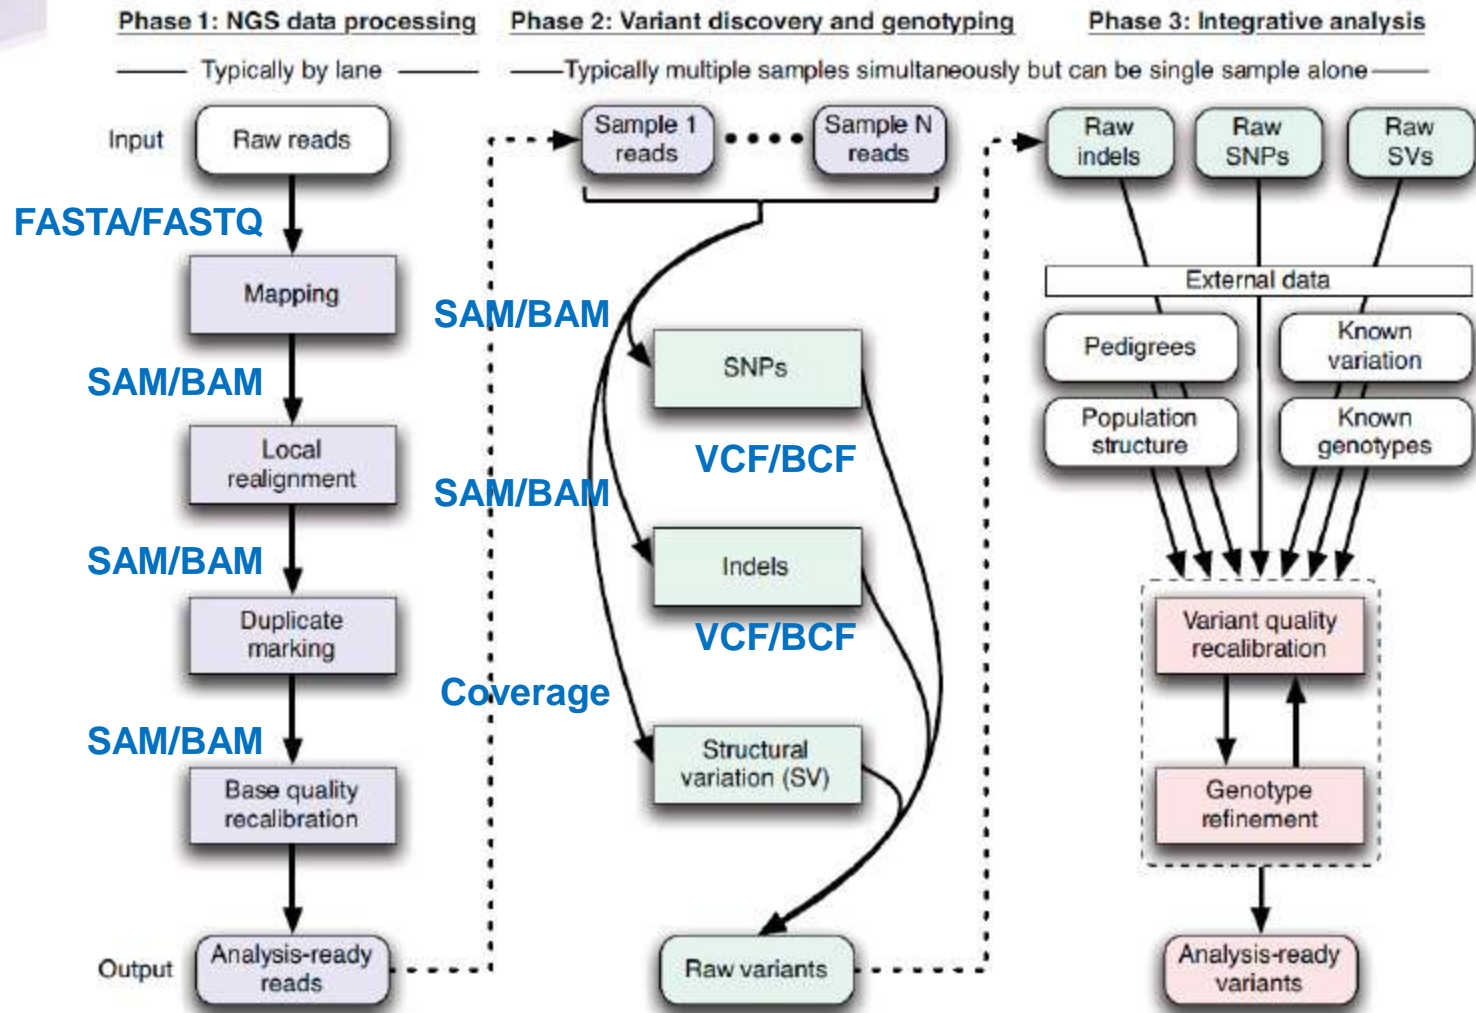 Phase 1: NGS data processing
Phase 2: Variant discovery and genotyping
Phase 3: Integrative analysis
Typically by lane
Typically multiple samples simultaneously but can be single sample alone
Input
Raw reads
FASTA/FASTQ
Mapping
SAM/BAM
Local
realignment
SAM/BAM
Duplicate
marking
SAM/BAM
Base quality
recalibration
Output
Analysis-ready
reads
Sample 1
reads
Sample N
reads
SAM/BAM
SNPs
VCF/BCF
SAM/BAM
Indels
VCF/BCF
Coverage
Structural
variation (SV)
Raw variants
Raw
indels
Raw
SNPs
Raw
SVs
External data
Pedigrees
Known
variation
Population
structure
Known
genotypes
Variant quality
recalibration
Genotype
refinement
Analysis-ready
variants